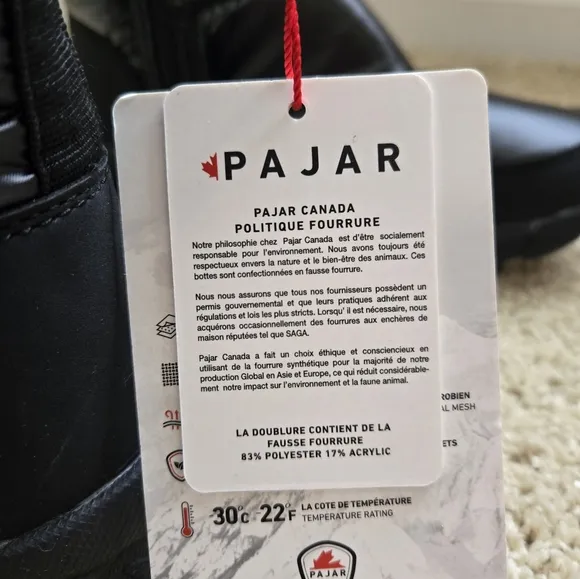 PAJAR
PAJAR CANADA
POLITIQUE FOURRURE
Notre philosophie chez Pajar Canada est d'être socialement
responsable pour l'environnement. Nous avons toujours été
respectueux envers la nature et le bien-être des animaux. Ces
bottes sont confectionnées en fausse fourrure.
Nous nous assurons que tous nos fournisseurs possèdent un
permis gouvernemental et que leurs pratiques adhérent aux
régulations et lois les plus stricts. Lorsqu' il est nécessaire, nous
acquérons occasionnellement des fourrures aux enchères de
maison réputées tel que SAGA.
Pajar Canada a fait un choix éthique et consciencieux en
utilisant de la fourrure synthétique pour la majorité de notre
production Global en Asie et Europe, ce qui réduit considérable-
ment notre impact sur l'environnement et la faune animal.
LA DOUBLURE CONTIENT DE LA
FAUSSE FOURRURE
83% POLYESTER 17% ACRYLIC
ROBIEN
AL MESH
ETS
-30°C -22°F LA COTE DE TEMPÉRATURE
TEMPERATURE RATING
PAJAR